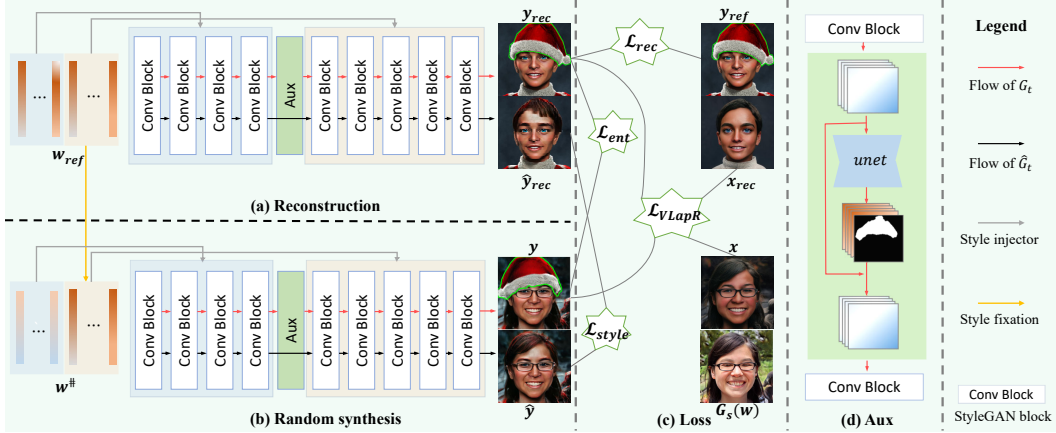 y_rec
y_ref
Conv Block
Legend
Conv Block
Conv Block
Conv Block
Conv Block
Aux
Conv Block
Conv Block
Conv Block
Conv Block
Conv Block
...
...
ℒ_rec
Flow of G_t
w_ref
ŷ_rec
ℒ_ent
x_rec
unet
Flow of Ĝ_t
(a) Reconstruction
ℒ_VLapR
y
x
Style injector
Conv Block
Conv Block
Conv Block
Conv Block
Aux
Conv Block
Conv Block
Conv Block
Conv Block
Conv Block
...
...
ℒ_style
Style fixation
w^⧺
ŷ
G_s(w)
Conv Block
Conv Block
(b) Random synthesis
(c) Loss
(d) Aux
StyleGAN block